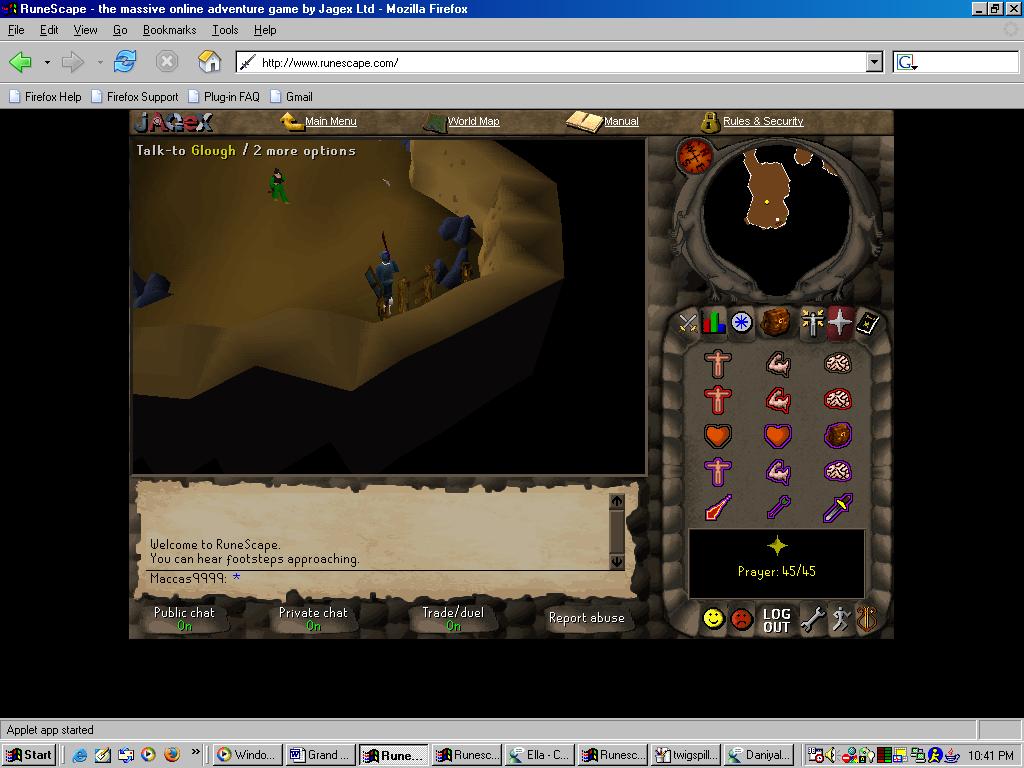 RuneScape - the massive online adventure game by Jagex Ltd - Mozilla Firefox
File Edit View Go Bookmarks Tools Help
http://www.runescape.com/
G
Firefox Help Firefox Support Plug-in FAQ Gmail
JAGeX Main Menu World Map Manual Rules & Security
Talk-to Glough / 2 more options
Welcome to RuneScape.
You can hear footsteps approaching.
Maccas9999: *
Prayer: 45/45
Public chat Private chat Trade/duel Report abuse
On On On
LOG
OUT
Applet app started
Start » Windo... Grand ... Rune... Runesc... Ella - C... Runesc... twigspill... Daniyal... 10:41 PM